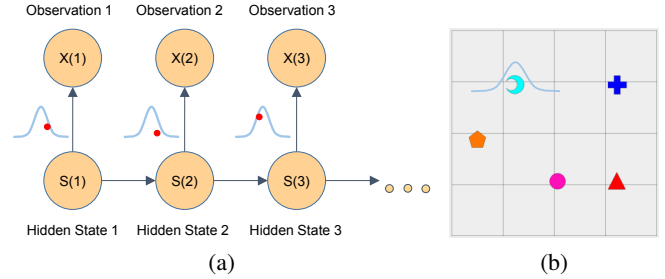 Observation 1 Observation 2 Observation 3
X(1) X(2) X(3)
S(1) S(2) S(3)
Hidden State 1 Hidden State 2 Hidden State 3
(a) (b)